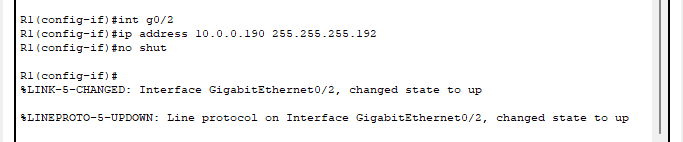 R1(config-if)#int g0/2
R1(config-if)#ip address 10.0.0.190 255.255.255.192
R1(config-if)#no shut
R1(config-if)#
%LINK-5-CHANGED: Interface GigabitEthernet0/2, changed state to up
%LINEPROTO-5-UPDOWN: Line protocol on Interface GigabitEthernet0/2, changed state to up